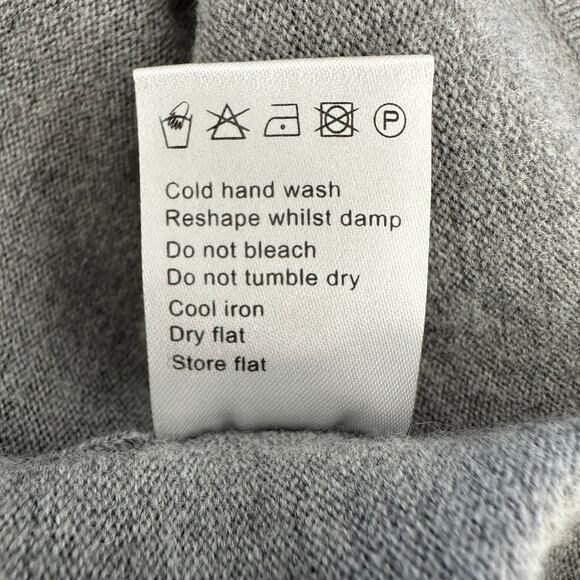 P
Cold hand wash
Reshape whilst damp
Do not bleach
Do not tumble dry
Cool iron
Dry flat
Store flat